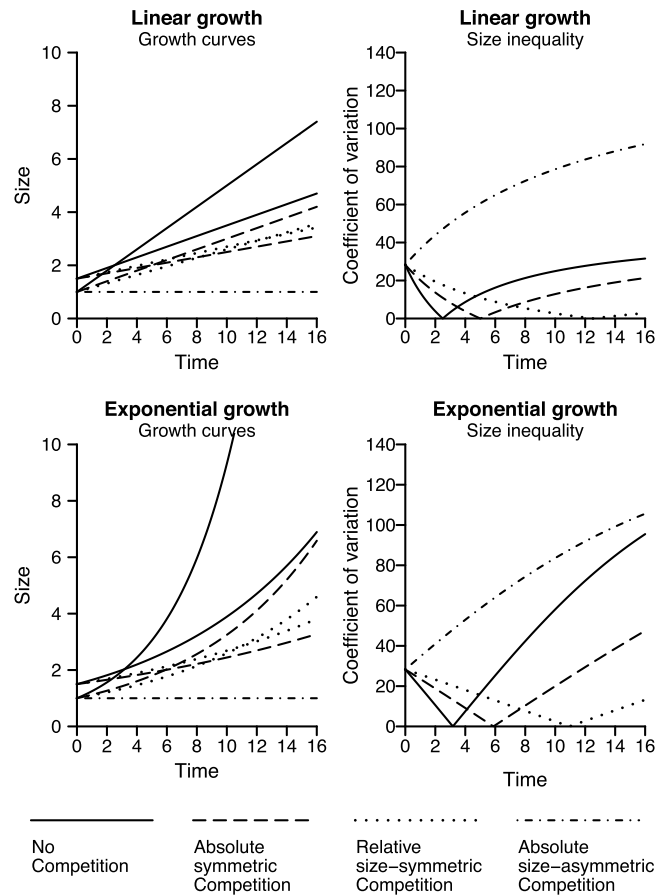 Linear growth
Growth curves
10
8
6
4
2
0
Size
0 2 4 6 8 10 12 14 16
Time
Linear growth
Size inequality
140
120
100
80
60
40
20
0
Coefficient of variation
0 2 4 6 8 10 12 14 16
Time
Exponential growth
Growth curves
10
8
6
4
2
0
Size
0 2 4 6 8 10 12 14 16
Time
Exponential growth
Size inequality
140
120
100
80
60
40
20
0
Coefficient of variation
0 2 4 6 8 10 12 14 16
Time
No
Competition
Absolute
symmetric
Competition
Relative
size–symmetric
Competition
Absolute
size–asymmetric
Competition